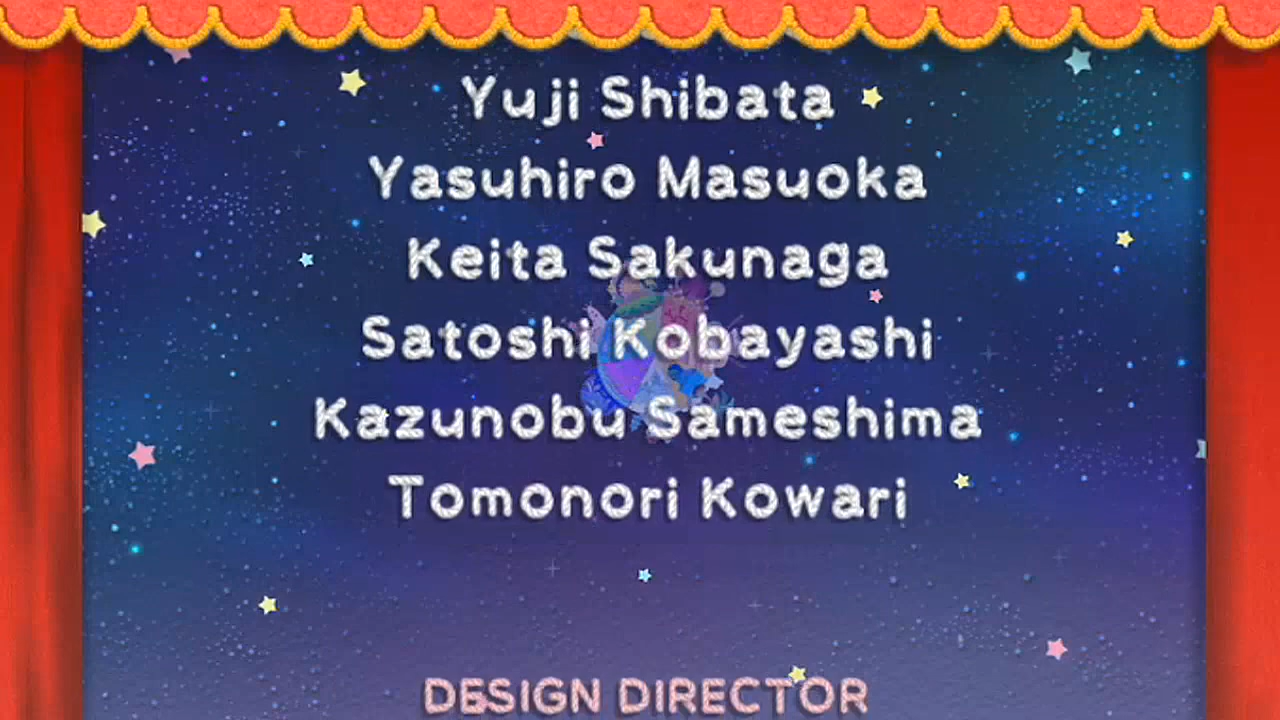 Yuji Shibata
Yasuhiro Masuoka
Keita Sakunaga
Satoshi Kobayashi
Kazunobu Sameshima
Tomonori Kowari
DESIGN DIRECTOR